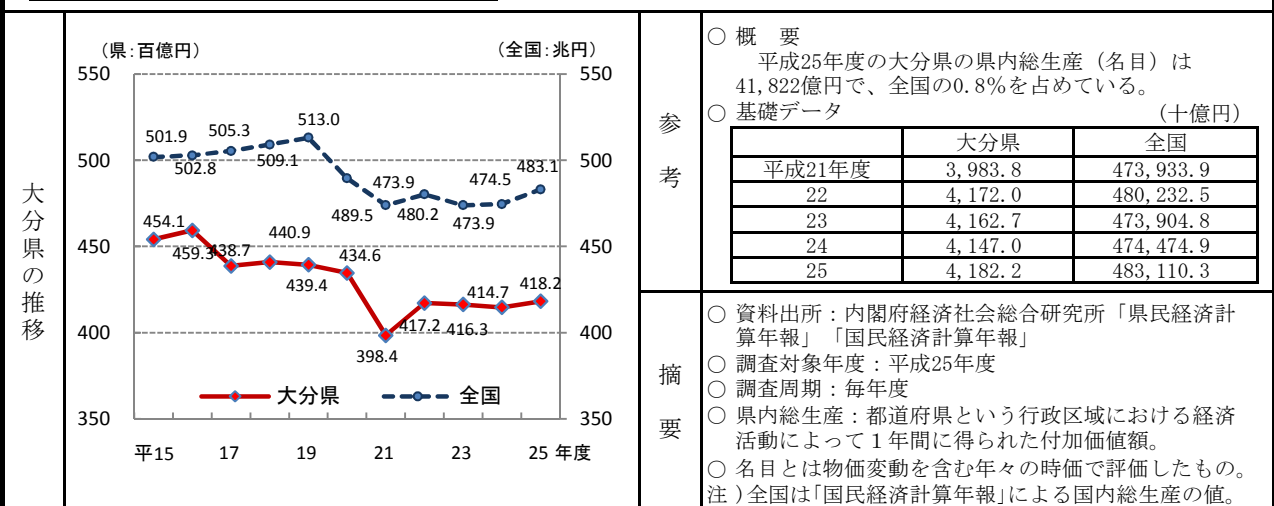 大分県の推移
（県:百億円）
（全国:兆円）
550
500
450
400
350
550
500
450
400
350
501.9
502.8
505.3
509.1
513.0
489.5
473.9
480.2
473.9
474.5
483.1
454.1
459.3
438.7
440.9
439.4
434.6
398.4
417.2
416.3
414.7
418.2
大分県
全国
平15 17 19 21 23 25 年度
参考
○ 概　要
平成25年度の大分県の県内総生産（名目）は
41,822億円で、全国の0.8％を占めている。
○ 基礎データ （十億円）
大分県 全国
平成21年度 3,983.8 473,933.9
22 4,172.0 480,232.5
23 4,162.7 473,904.8
24 4,147.0 474,474.9
25 4,182.2 483,110.3
摘要
○ 資料出所：内閣府経済社会総合研究所「県民経済計
算年報」「国民経済計算年報」
○ 調査対象年度：平成25年度
○ 調査周期：毎年度
○ 県内総生産：都道府県という行政区域における経済
活動によって１年間に得られた付加価値額。
○ 名目とは物価変動を含む年々の時価で評価したもの。
注）全国は「国民経済計算年報」による国内総生産の値。